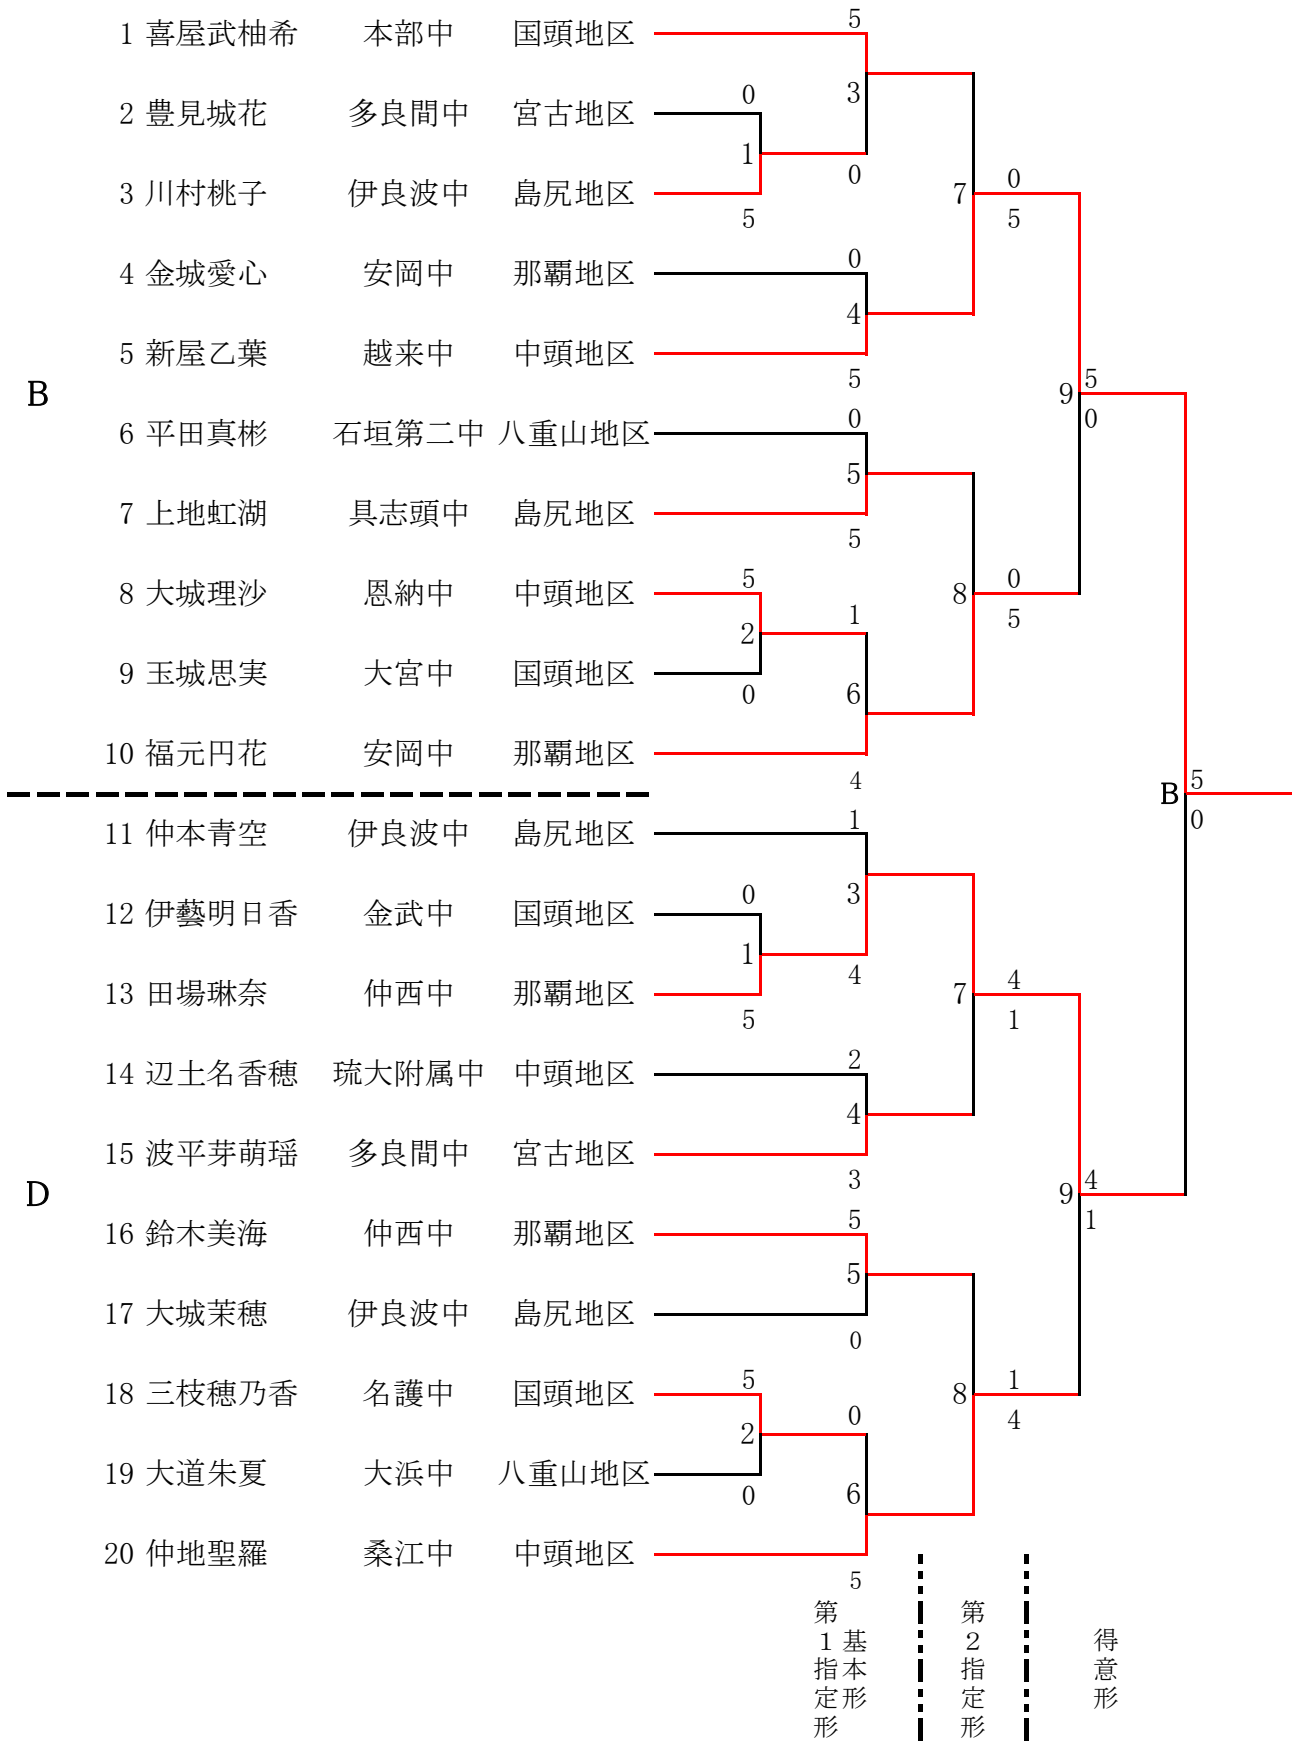 5
1 喜屋武柚希 本部中 国頭地区
0 3
2 豊見城花 多良間中 宮古地区
1
0 0
3 川村桃子 伊良波中 島尻地区 7
5 5
0
4 金城愛心 安岡中 那覇地区
4
5 新屋乙葉 越来中 中頭地区
5 5
B 9
0 0
6 平田真彬 石垣第二中 八重山地区
5
7 上地虹湖 具志頭中 島尻地区
5
5 0
8 大城理沙 恩納中 中頭地区 8
1 5
2
9 玉城思実 大宮中 国頭地区
0 6
10 福元円花 安岡中 那覇地区
4 5
B
1 0
11 仲本青空 伊良波中 島尻地区
0 3
12 伊藝明日香 金武中 国頭地区
1
4 4
13 田場琳奈 仲西中 那覇地区 7
5 1
2
14 辺土名香穂 琉大附属中 中頭地区
4
15 波平芽萌瑶 多良間中 宮古地区
3 4
D 9
5 1
16 鈴木美海 仲西中 那覇地区
5
17 大城茉穂 伊良波中 島尻地区
0
5 1
18 三枝穂乃香 名護中 国頭地区 8
0 4
2
19 大道朱夏 大浜中 八重山地区
0 6
20 仲地聖羅 桑江中 中頭地区
5
第1指定形
基本形
第2指定形
得意形